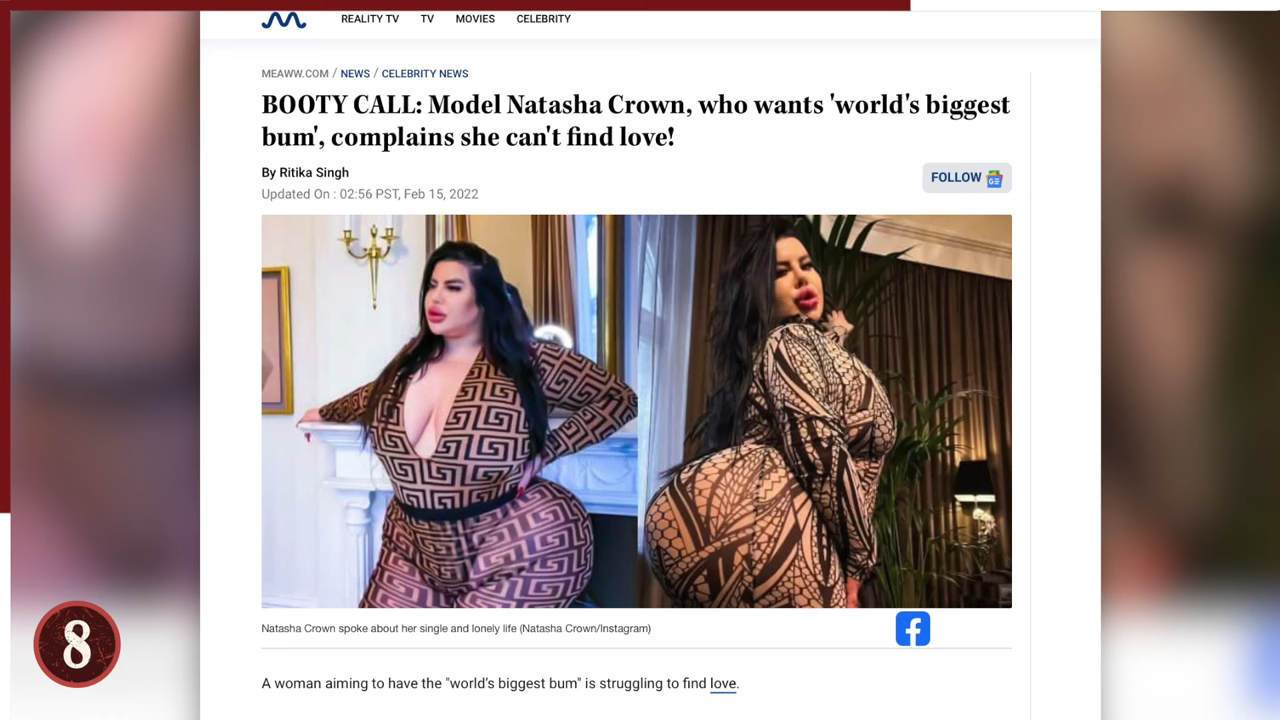 REALITY TV TV MOVIES CELEBRITY
MEAWW.COM / NEWS / CELEBRITY NEWS
BOOTY CALL: Model Natasha Crown, who wants 'world's biggest
bum', complains she can't find love!
By Ritika Singh
Updated On : 02:56 PST, Feb 15, 2022
FOLLOW
Natasha Crown spoke about her single and lonely life (Natasha Crown/Instagram)
8
A woman aiming to have the "world's biggest bum" is struggling to find love.